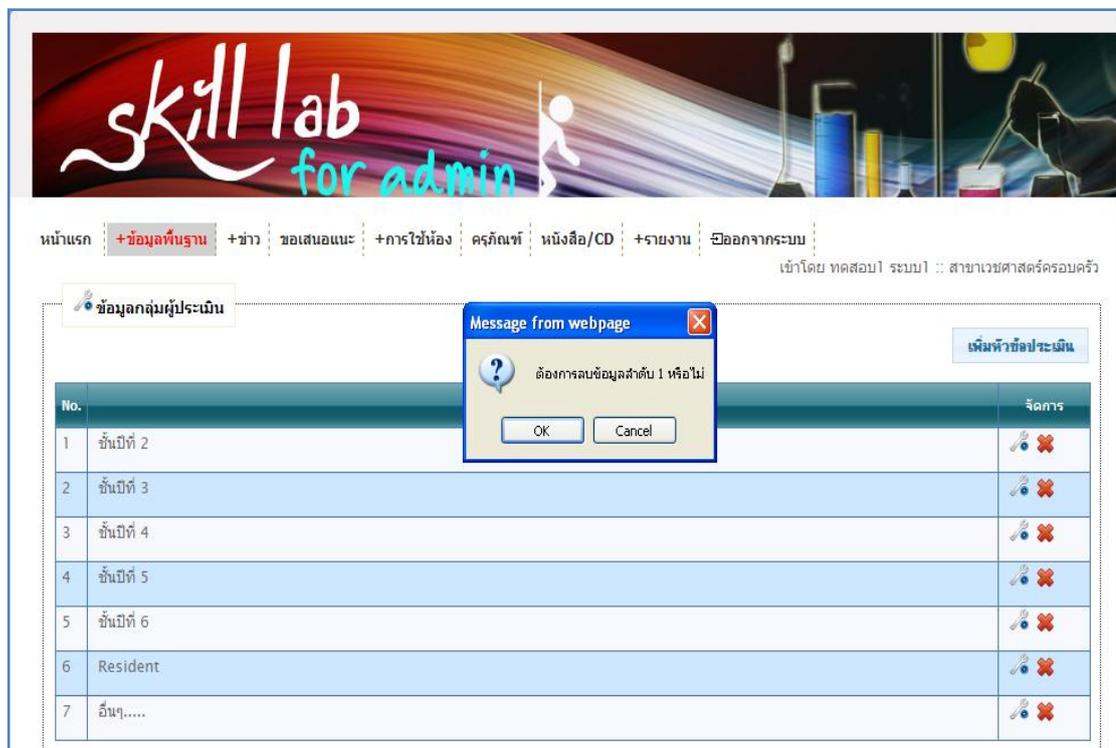 skill lab
for admin
หน้าแรก +ข้อมูลพื้นฐาน +ข่าว ขอเสนอแนะ +การใช้ห้อง ครุภัณฑ์ หนังสือ/CD +รายงาน ออกจากระบบ
เข้าโดย ทดสอบ1 ระบบ1 :: สาขาเวชศาสตร์ครอบครัว
ข้อมูลกลุ่มผู้ประเมิน
Message from webpage
ต้องการลบข้อมูลลำดับ 1 หรือไม่
OK Cancel
เพิ่มหัวข้อประเมิน
No. จัดการ
1 ชั้นปีที่ 2
2 ชั้นปีที่ 3
3 ชั้นปีที่ 4
4 ชั้นปีที่ 5
5 ชั้นปีที่ 6
6 Resident
7 อื่นๆ.....